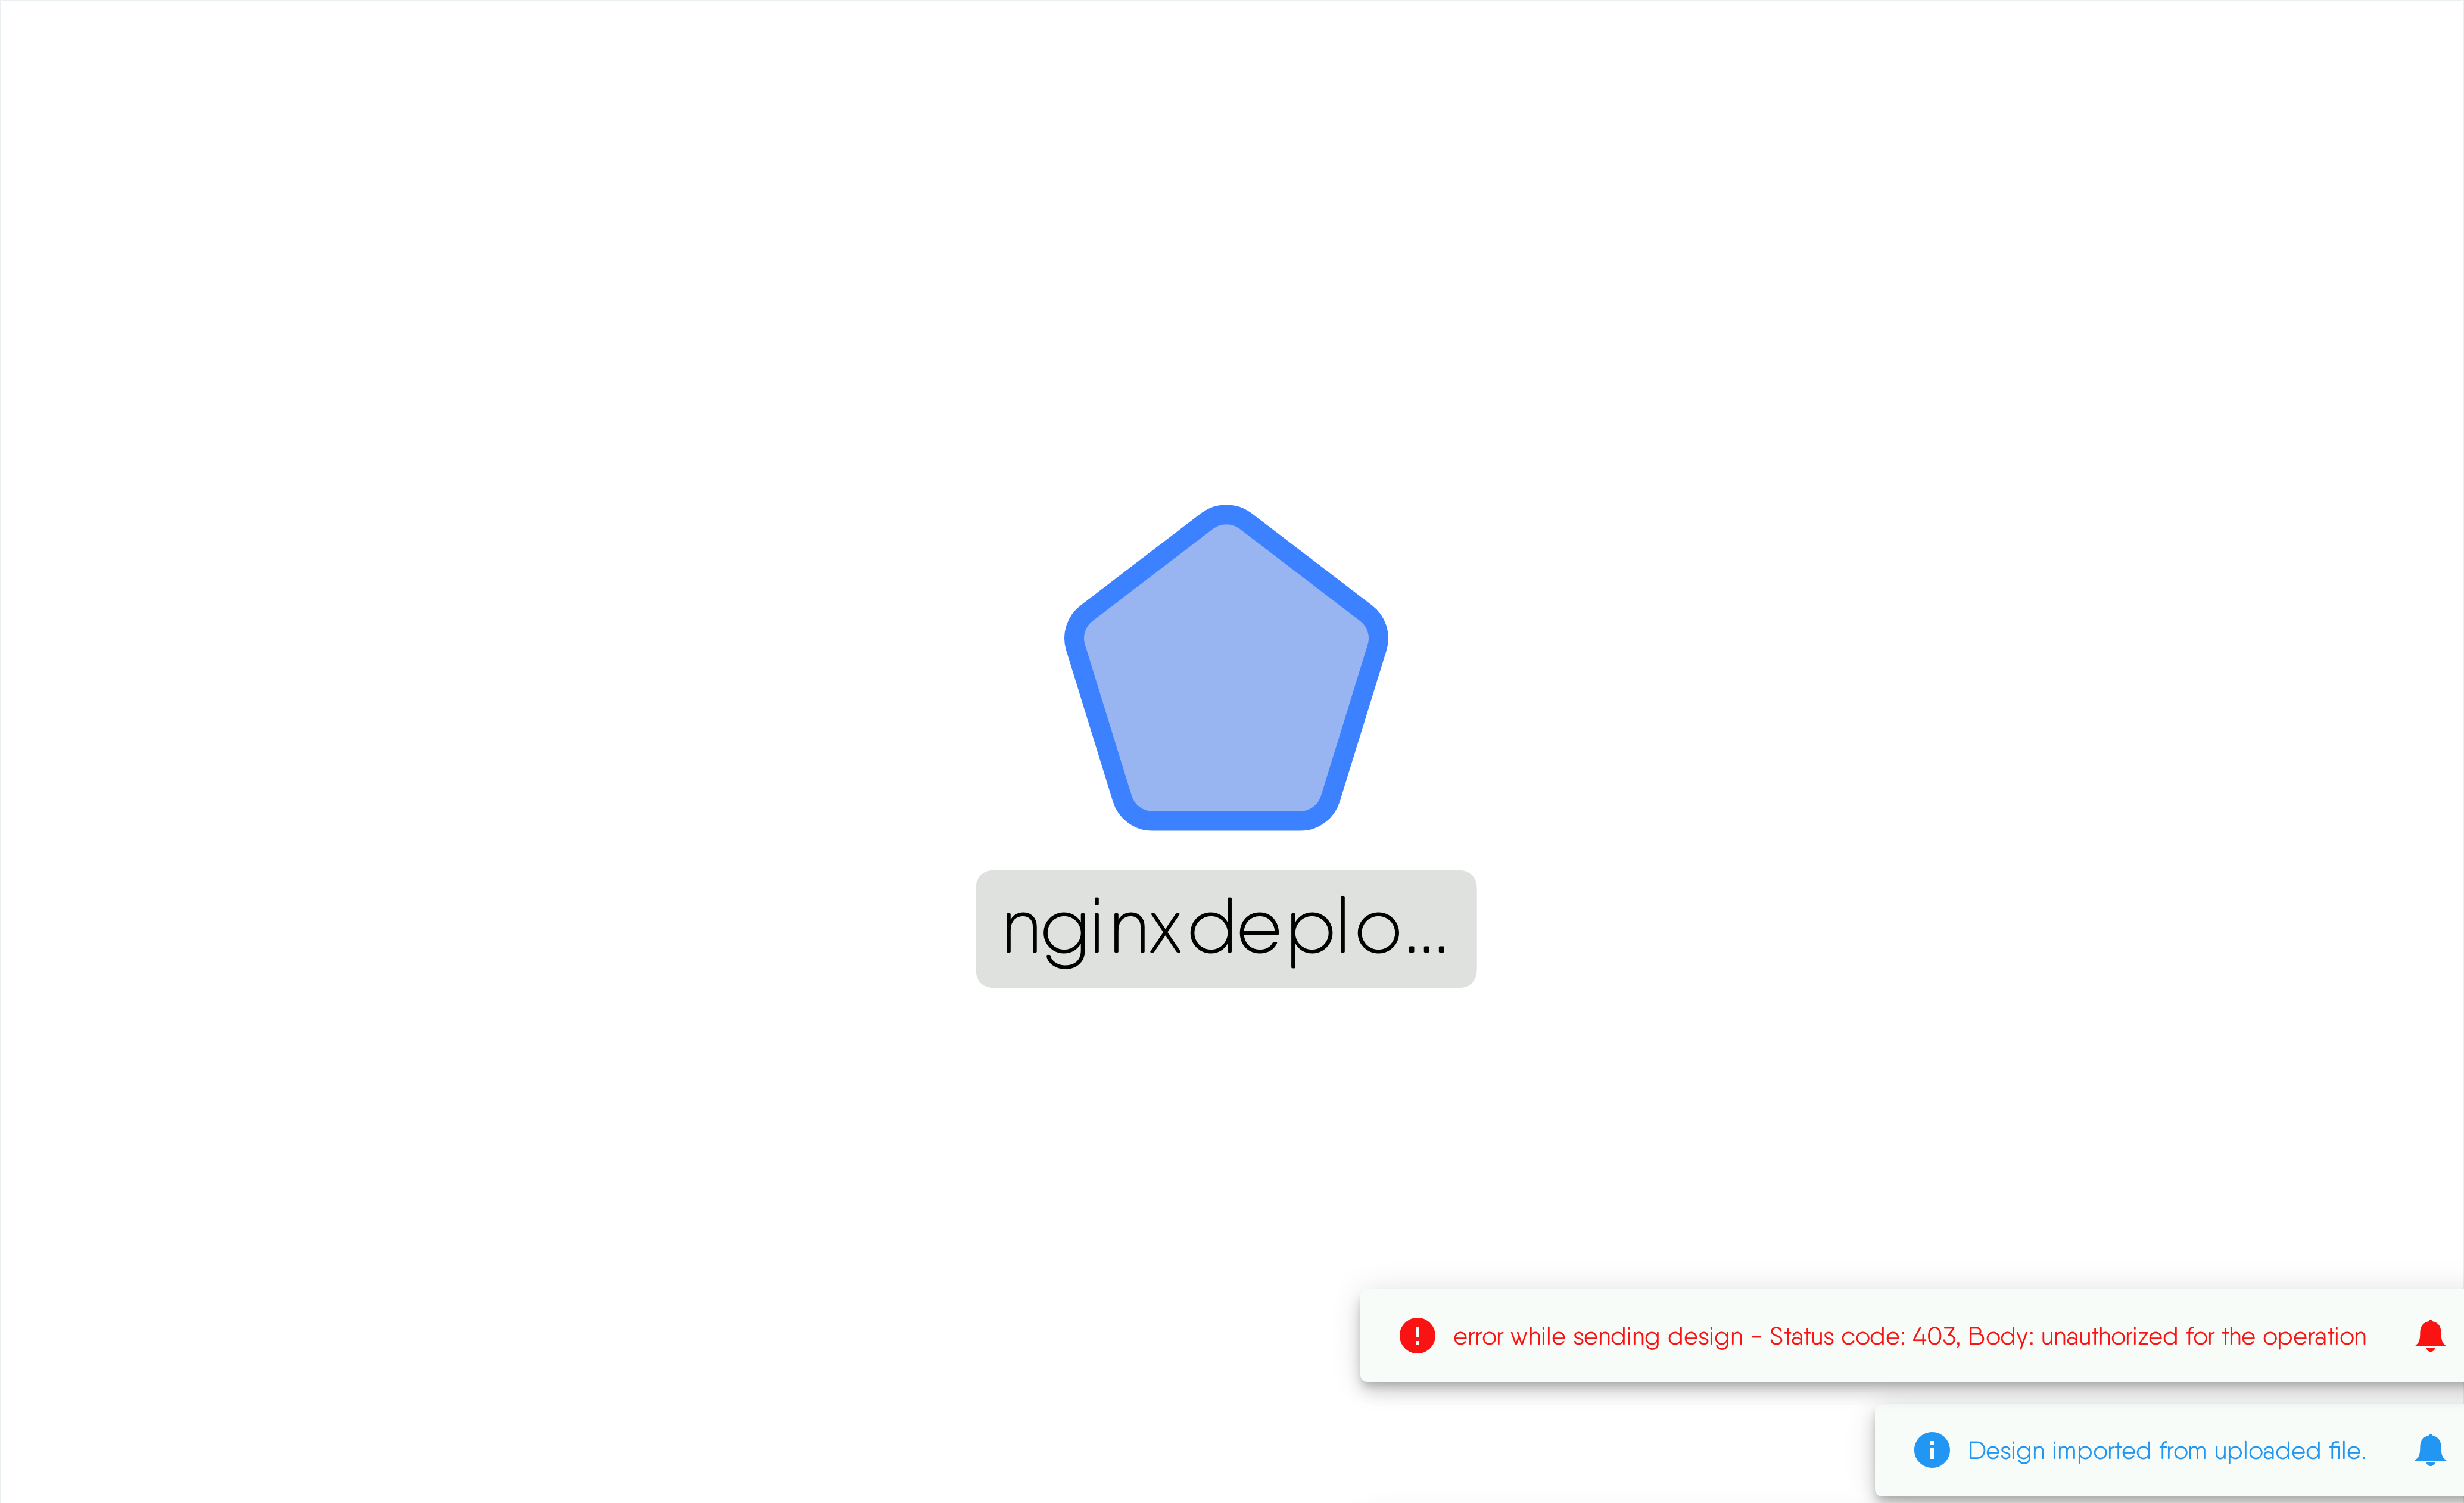 nginxdeplo...
error while sending design - Status code: 403, Body: unauthorized for the operation
Design imported from uploaded file.